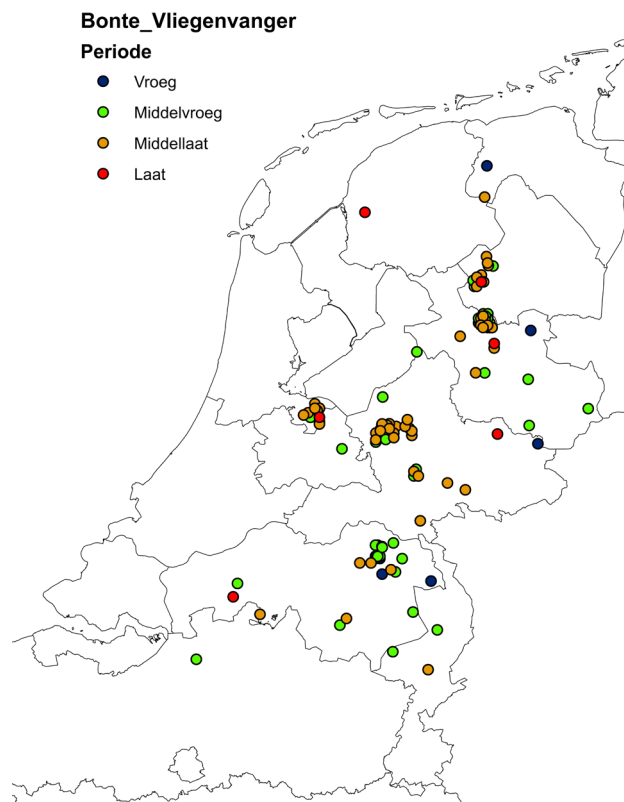 Bonte_Vliegenvanger
Periode
Vroeg
Middelvroeg
Middellaat
Laat